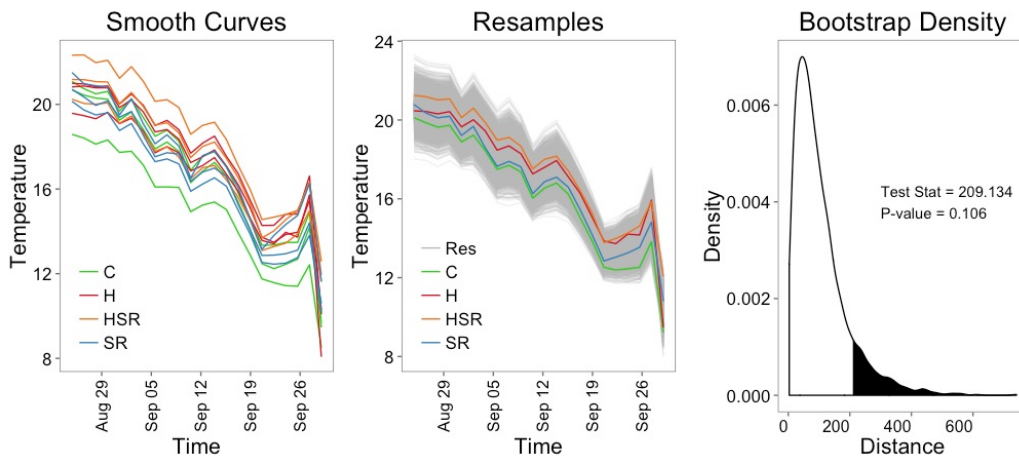 Smooth Curves
Temperature
20
16
12
8
C
H
HSR
SR
Aug 29
Sep 05
Sep 12
Sep 19
Sep 26
Time
Resamples
Temperature
24
20
16
12
8
Res
C
H
HSR
SR
Aug 29
Sep 05
Sep 12
Sep 19
Sep 26
Time
Bootstrap Density
Density
0.006
0.004
0.002
0.000
Test Stat = 209.134
P-value = 0.106
0
200
400
600
Distance